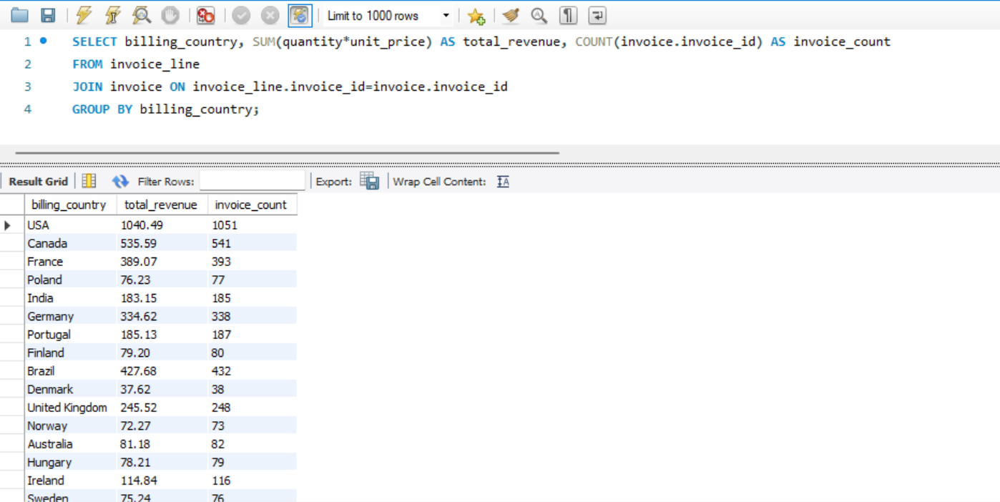 Limit to 1000 rows
1 SELECT billing_country, SUM(quantity*unit_price) AS total_revenue, COUNT(invoice.invoice_id) AS invoice_count
2 FROM invoice_line
3 JOIN invoice ON invoice_line.invoice_id=invoice.invoice_id
4 GROUP BY billing_country;
Result Grid Filter Rows: Export: Wrap Cell Content:
billing_country total_revenue invoice_count
USA 1040.49 1051
Canada 535.59 541
France 389.07 393
Poland 76.23 77
India 183.15 185
Germany 334.62 338
Portugal 185.13 187
Finland 79.20 80
Brazil 427.68 432
Denmark 37.62 38
United Kingdom 245.52 248
Norway 72.27 73
Australia 81.18 82
Hungary 78.21 79
Ireland 114.84 116
Sweden 75.24 76